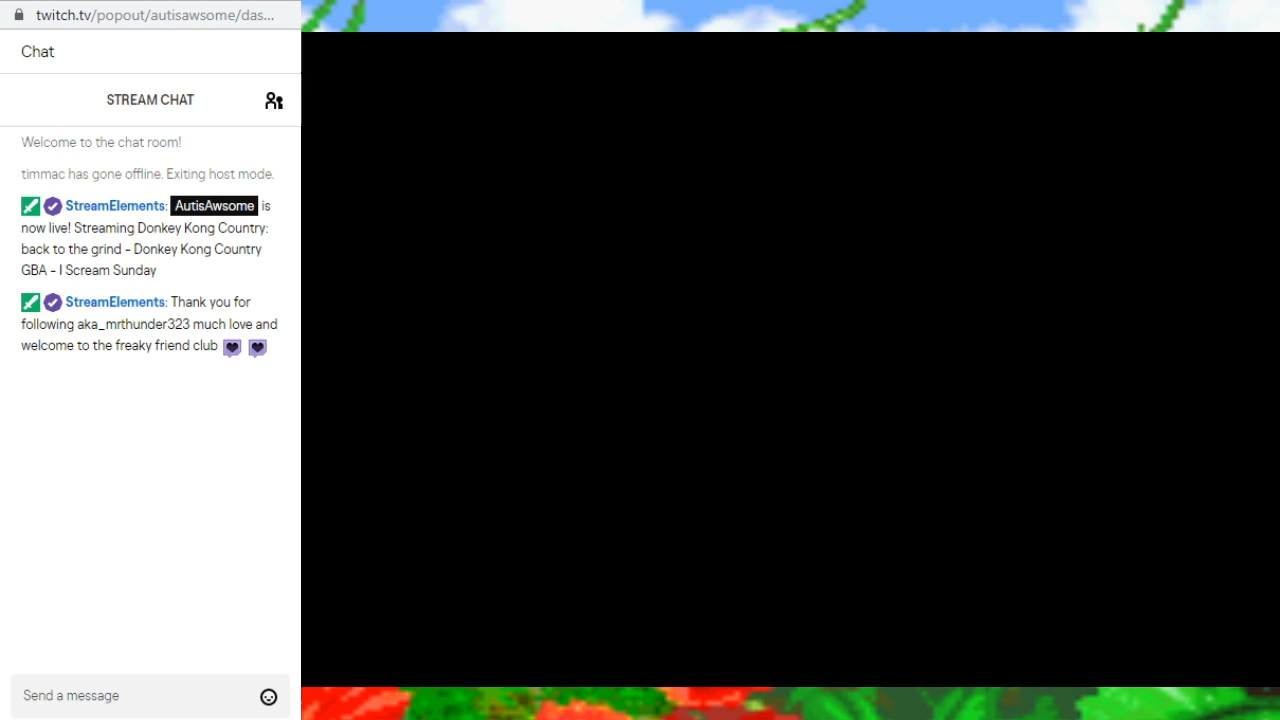 twitch.tv/popout/autisawsome/das...
Chat
STREAM CHAT
Welcome to the chat room!
timmac has gone offline. Exiting host mode.
StreamElements: AutisAwsome is
now live! Streaming Donkey Kong Country:
back to the grind - Donkey Kong Country
GBA - I Scream Sunday
StreamElements: Thank you for
following aka_mrthunder323 much love and
welcome to the freaky friend club
Send a message